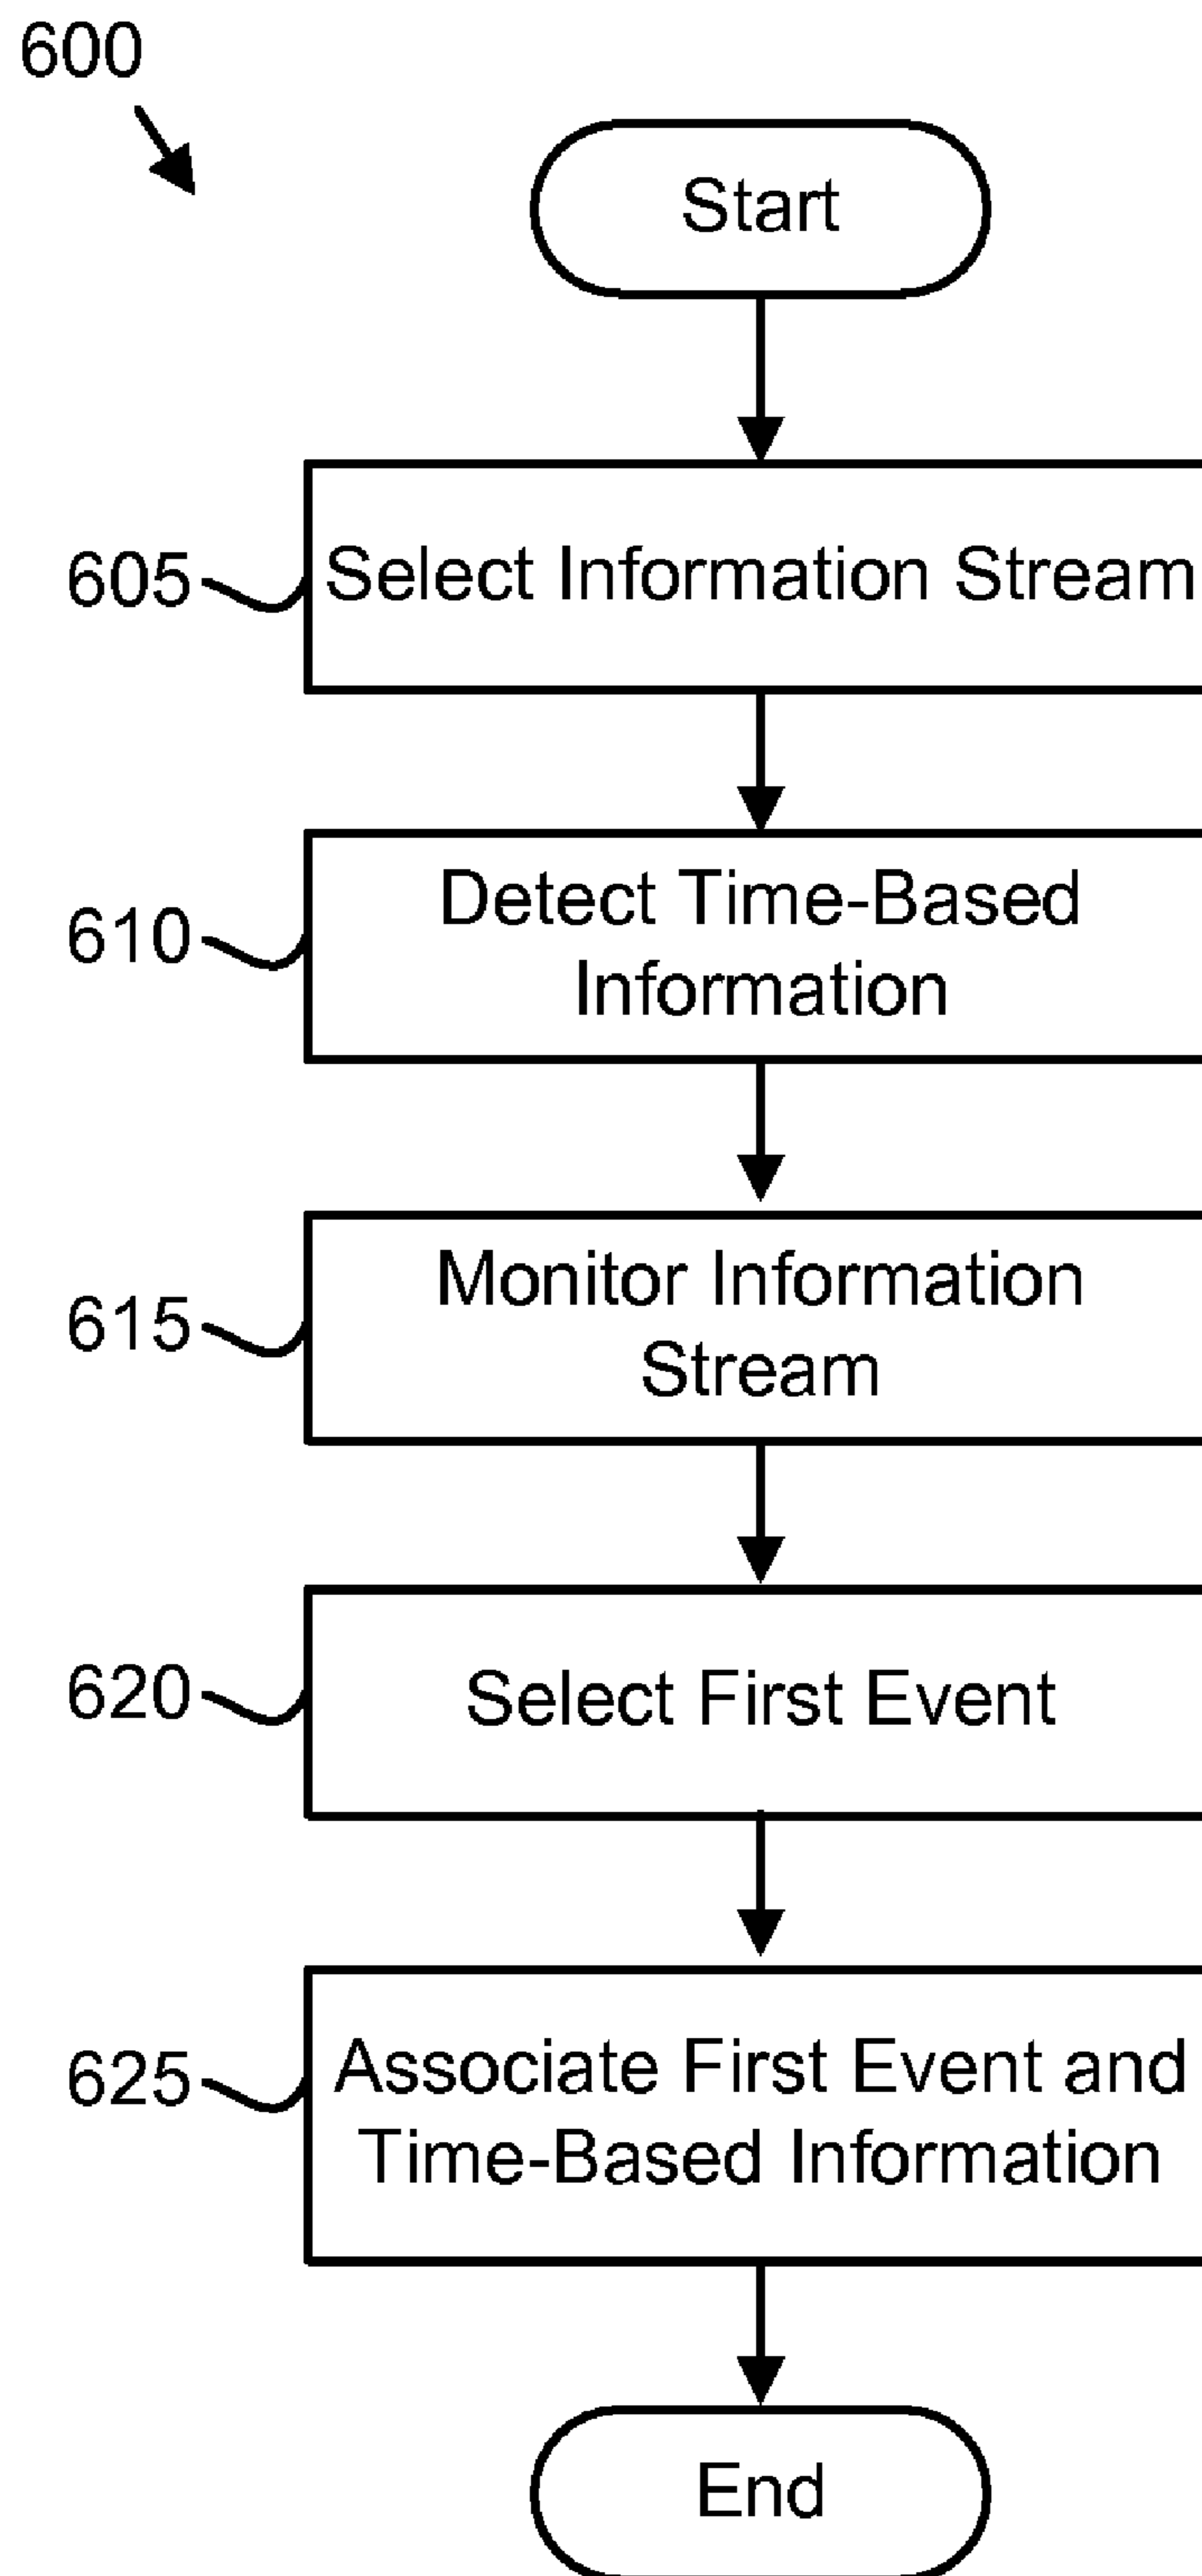 600
Start
605
Select Information Stream
610
Detect Time-Based
Information
615
Monitor Information
Stream
620
Select First Event
625
Associate First Event and
Time-Based Information
End